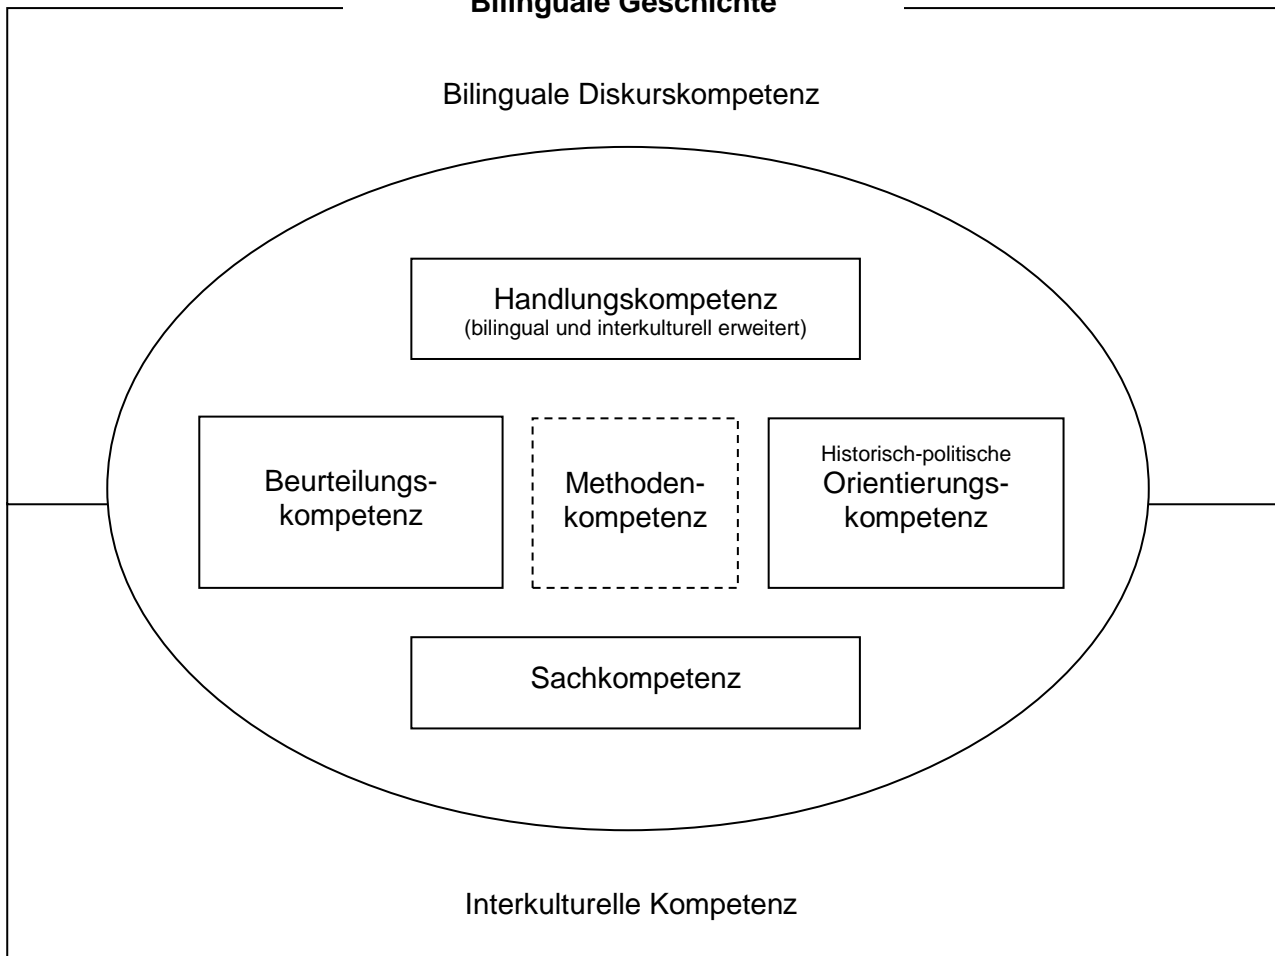 Bilinguale Geschichte
Bilinguale Diskurskompetenz
Handlungskompetenz
(bilingual und interkulturell erweitert)
Beurteilungs-
kompetenz
Methoden-
kompetenz
Historisch-politische
Orientierungs-
kompetenz
Sachkompetenz
Interkulturelle Kompetenz